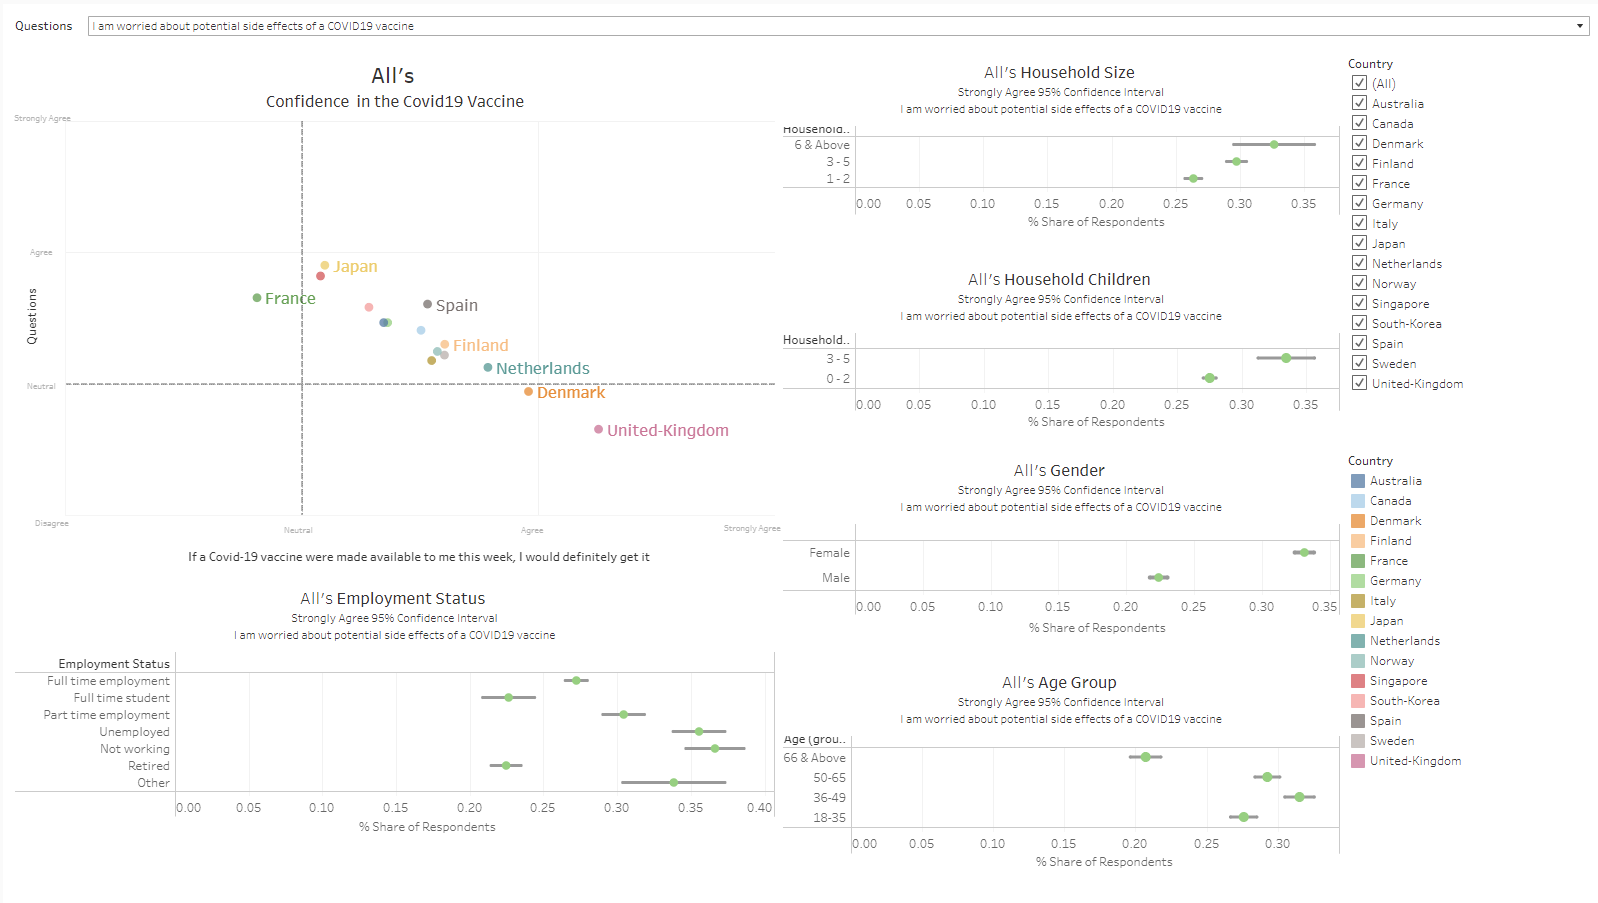 Questions
I am worried about potential side effects of a COVID19 vaccine
All's
Confidence in the Covid19 Vaccine
Strongly Agree
Agree
Neutral
Disagree
Questions
Japan
France
Spain
Finland
Netherlands
Denmark
United-Kingdom
Neutral
Agree
Strongly Agree
If a Covid-19 vaccine were made available to me this week, I would definitely get it
All's Employment Status
Strongly Agree 95% Confidence Interval
I am worried about potential side effects of a COVID19 vaccine
Employment Status
Full time employment
Full time student
Part time employment
Unemployed
Not working
Retired
Other
0.00 0.05 0.10 0.15 0.20 0.25 0.30 0.35 0.40
% Share of Respondents
All's Household Size
Strongly Agree 95% Confidence Interval
I am worried about potential side effects of a COVID19 vaccine
Household..
6 & Above
3 - 5
1 - 2
0.00 0.05 0.10 0.15 0.20 0.25 0.30 0.35
% Share of Respondents
All's Household Children
Strongly Agree 95% Confidence Interval
I am worried about potential side effects of a COVID19 vaccine
Household..
3 - 5
0 - 2
0.00 0.05 0.10 0.15 0.20 0.25 0.30 0.35
% Share of Respondents
All's Gender
Strongly Agree 95% Confidence Interval
I am worried about potential side effects of a COVID19 vaccine
Female
Male
0.00 0.05 0.10 0.15 0.20 0.25 0.30 0.35
% Share of Respondents
All's Age Group
Strongly Agree 95% Confidence Interval
I am worried about potential side effects of a COVID19 vaccine
Age (grou..
66 & Above
50-65
36-49
18-35
0.00 0.05 0.10 0.15 0.20 0.25 0.30
% Share of Respondents
Country
(All)
Australia
Canada
Denmark
Finland
France
Germany
Italy
Japan
Netherlands
Norway
Singapore
South-Korea
Spain
Sweden
United-Kingdom
Country
Australia
Canada
Denmark
Finland
France
Germany
Italy
Japan
Netherlands
Norway
Singapore
South-Korea
Spain
Sweden
United-Kingdom